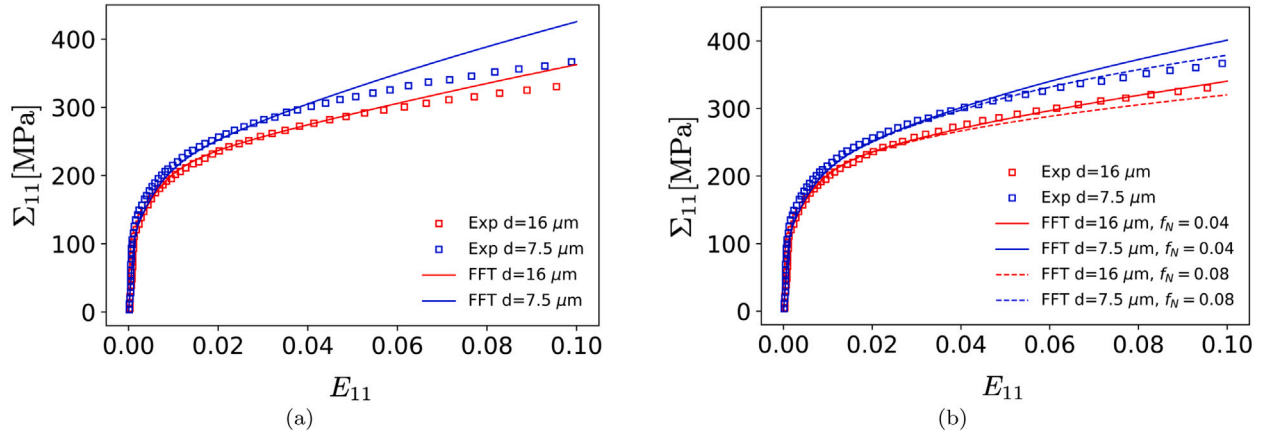 400
300
200
100
0
Σ₁₁[MPa]
Exp d=16 μm
Exp d=7.5 μm
FFT d=16 μm
FFT d=7.5 μm
0.00 0.02 0.04 0.06 0.08 0.10
E₁₁
(a)
400
300
200
100
0
Σ₁₁[MPa]
Exp d=16 μm
Exp d=7.5 μm
FFT d=16 μm, f_N = 0.04
FFT d=7.5 μm, f_N = 0.04
FFT d=16 μm, f_N = 0.08
FFT d=7.5 μm, f_N = 0.08
0.00 0.02 0.04 0.06 0.08 0.10
E₁₁
(b)